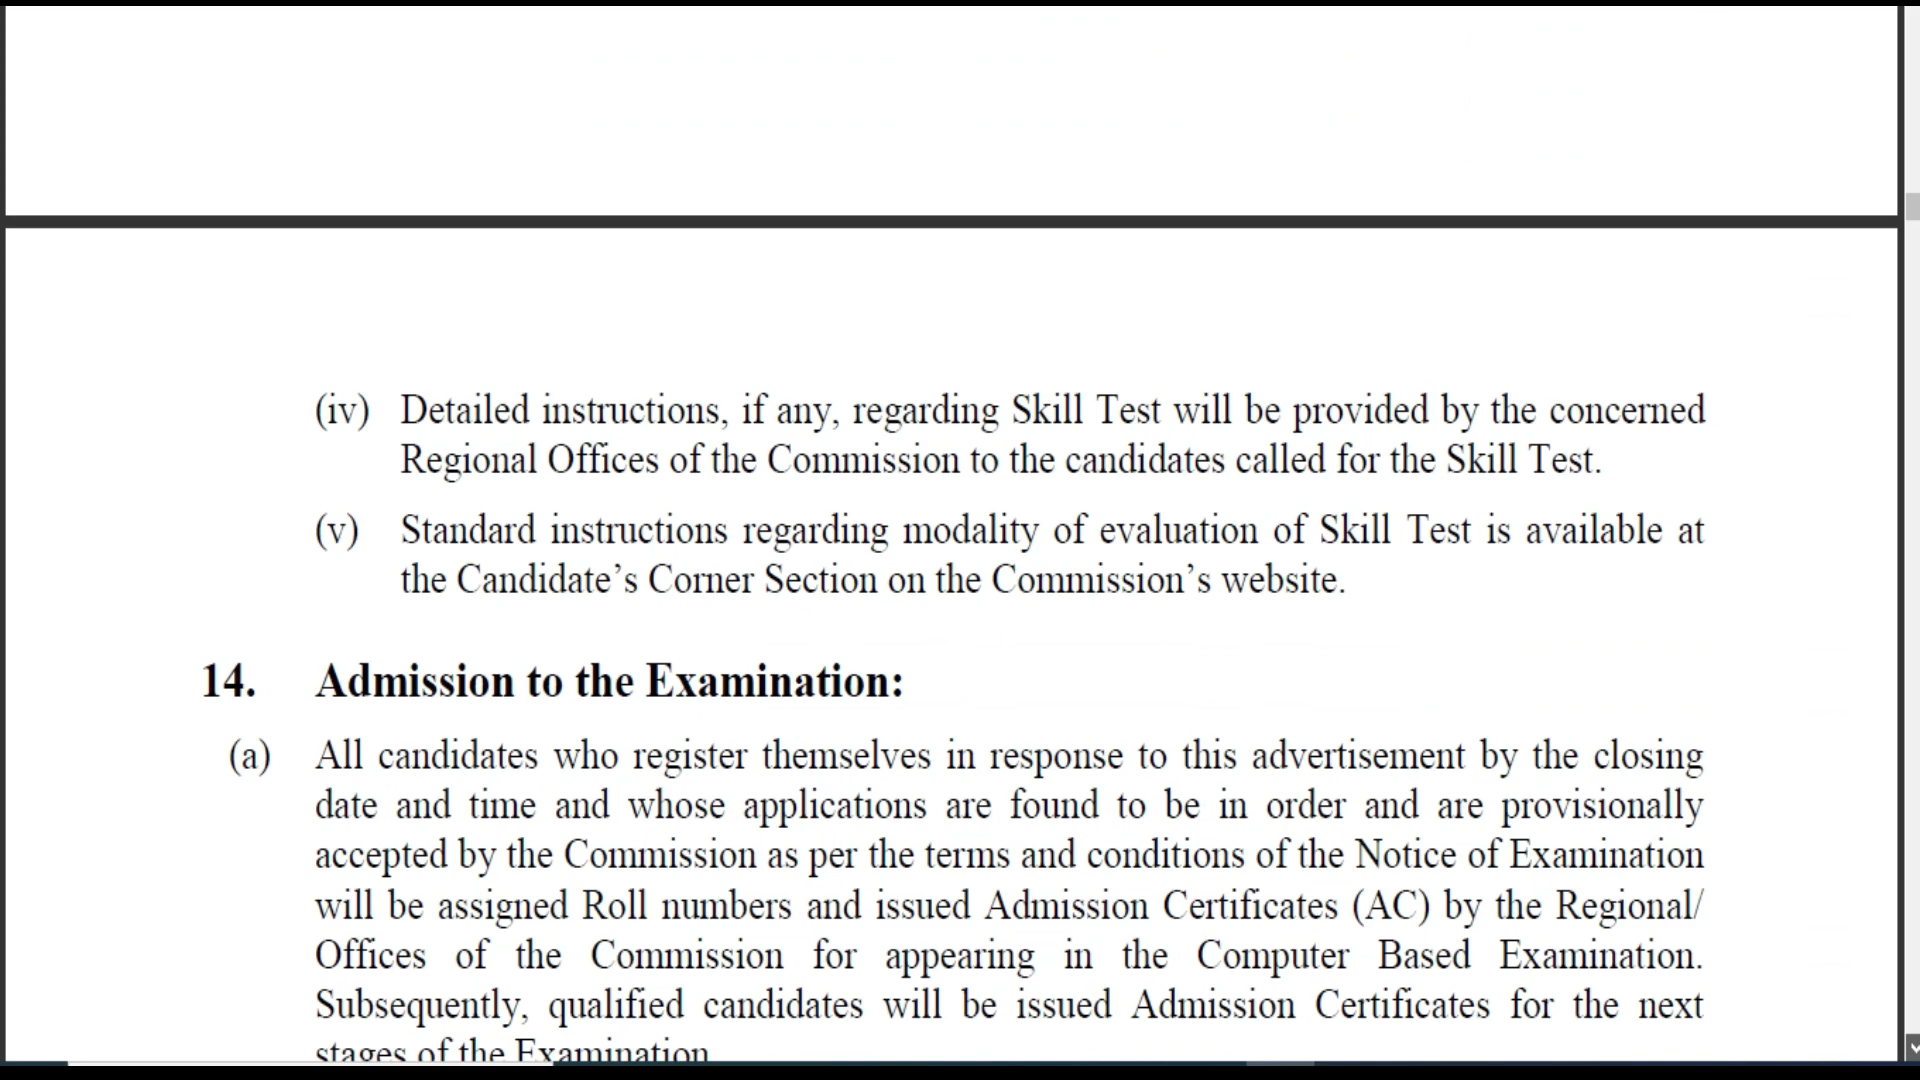 (iv) Detailed instructions, if any, regarding Skill Test will be provided by the concerned
Regional Offices of the Commission to the candidates called for the Skill Test.
(v) Standard instructions regarding modality of evaluation of Skill Test is available at
the Candidate’s Corner Section on the Commission’s website.
14. Admission to the Examination:
(a) All candidates who register themselves in response to this advertisement by the closing
date and time and whose applications are found to be in order and are provisionally
accepted by the Commission as per the terms and conditions of the Notice of Examination
will be assigned Roll numbers and issued Admission Certificates (AC) by the Regional/
Offices of the Commission for appearing in the Computer Based Examination.
Subsequently, qualified candidates will be issued Admission Certificates for the next
stages of the Examination